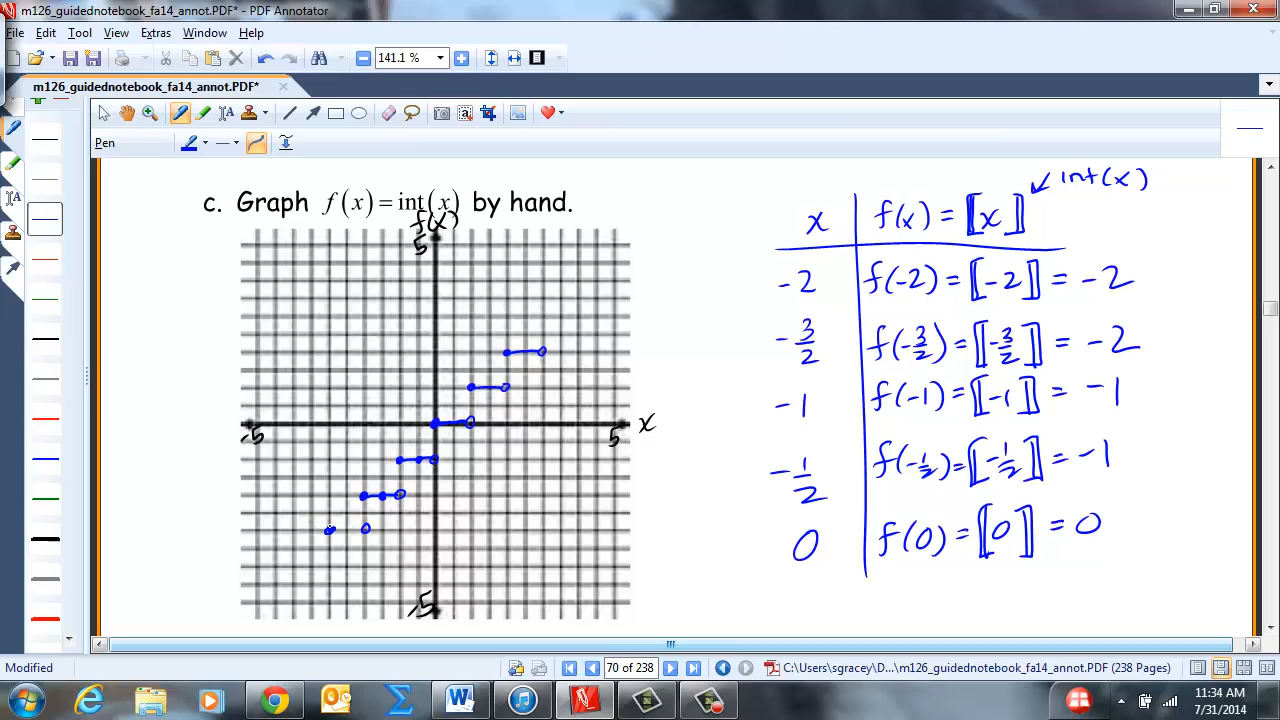 m126_guidednotebook_fa14_annot.PDF* - PDF Annotator
File Edit Tool View Extras Window Help
141.1 %
m126_guidednotebook_fa14_annot.PDF*
Pen
c. Graph f(x) = int(x) by hand.
f(x)
5
-5
5
x
-5
int(x)
x f(x) = ⟦x⟧
-2 f(-2) = ⟦-2⟧ = -2
-3/2 f(-3/2) = ⟦-3/2⟧ = -2
-1 f(-1) = ⟦-1⟧ = -1
-1/2 f(-1/2) = ⟦-1/2⟧ = -1
0 f(0) = ⟦0⟧ = 0
Modified
70 of 238
C:\Users\sgracey\D...\m126_guidednotebook_fa14_annot.PDF (238 Pages)
11:34 AM
7/31/2014